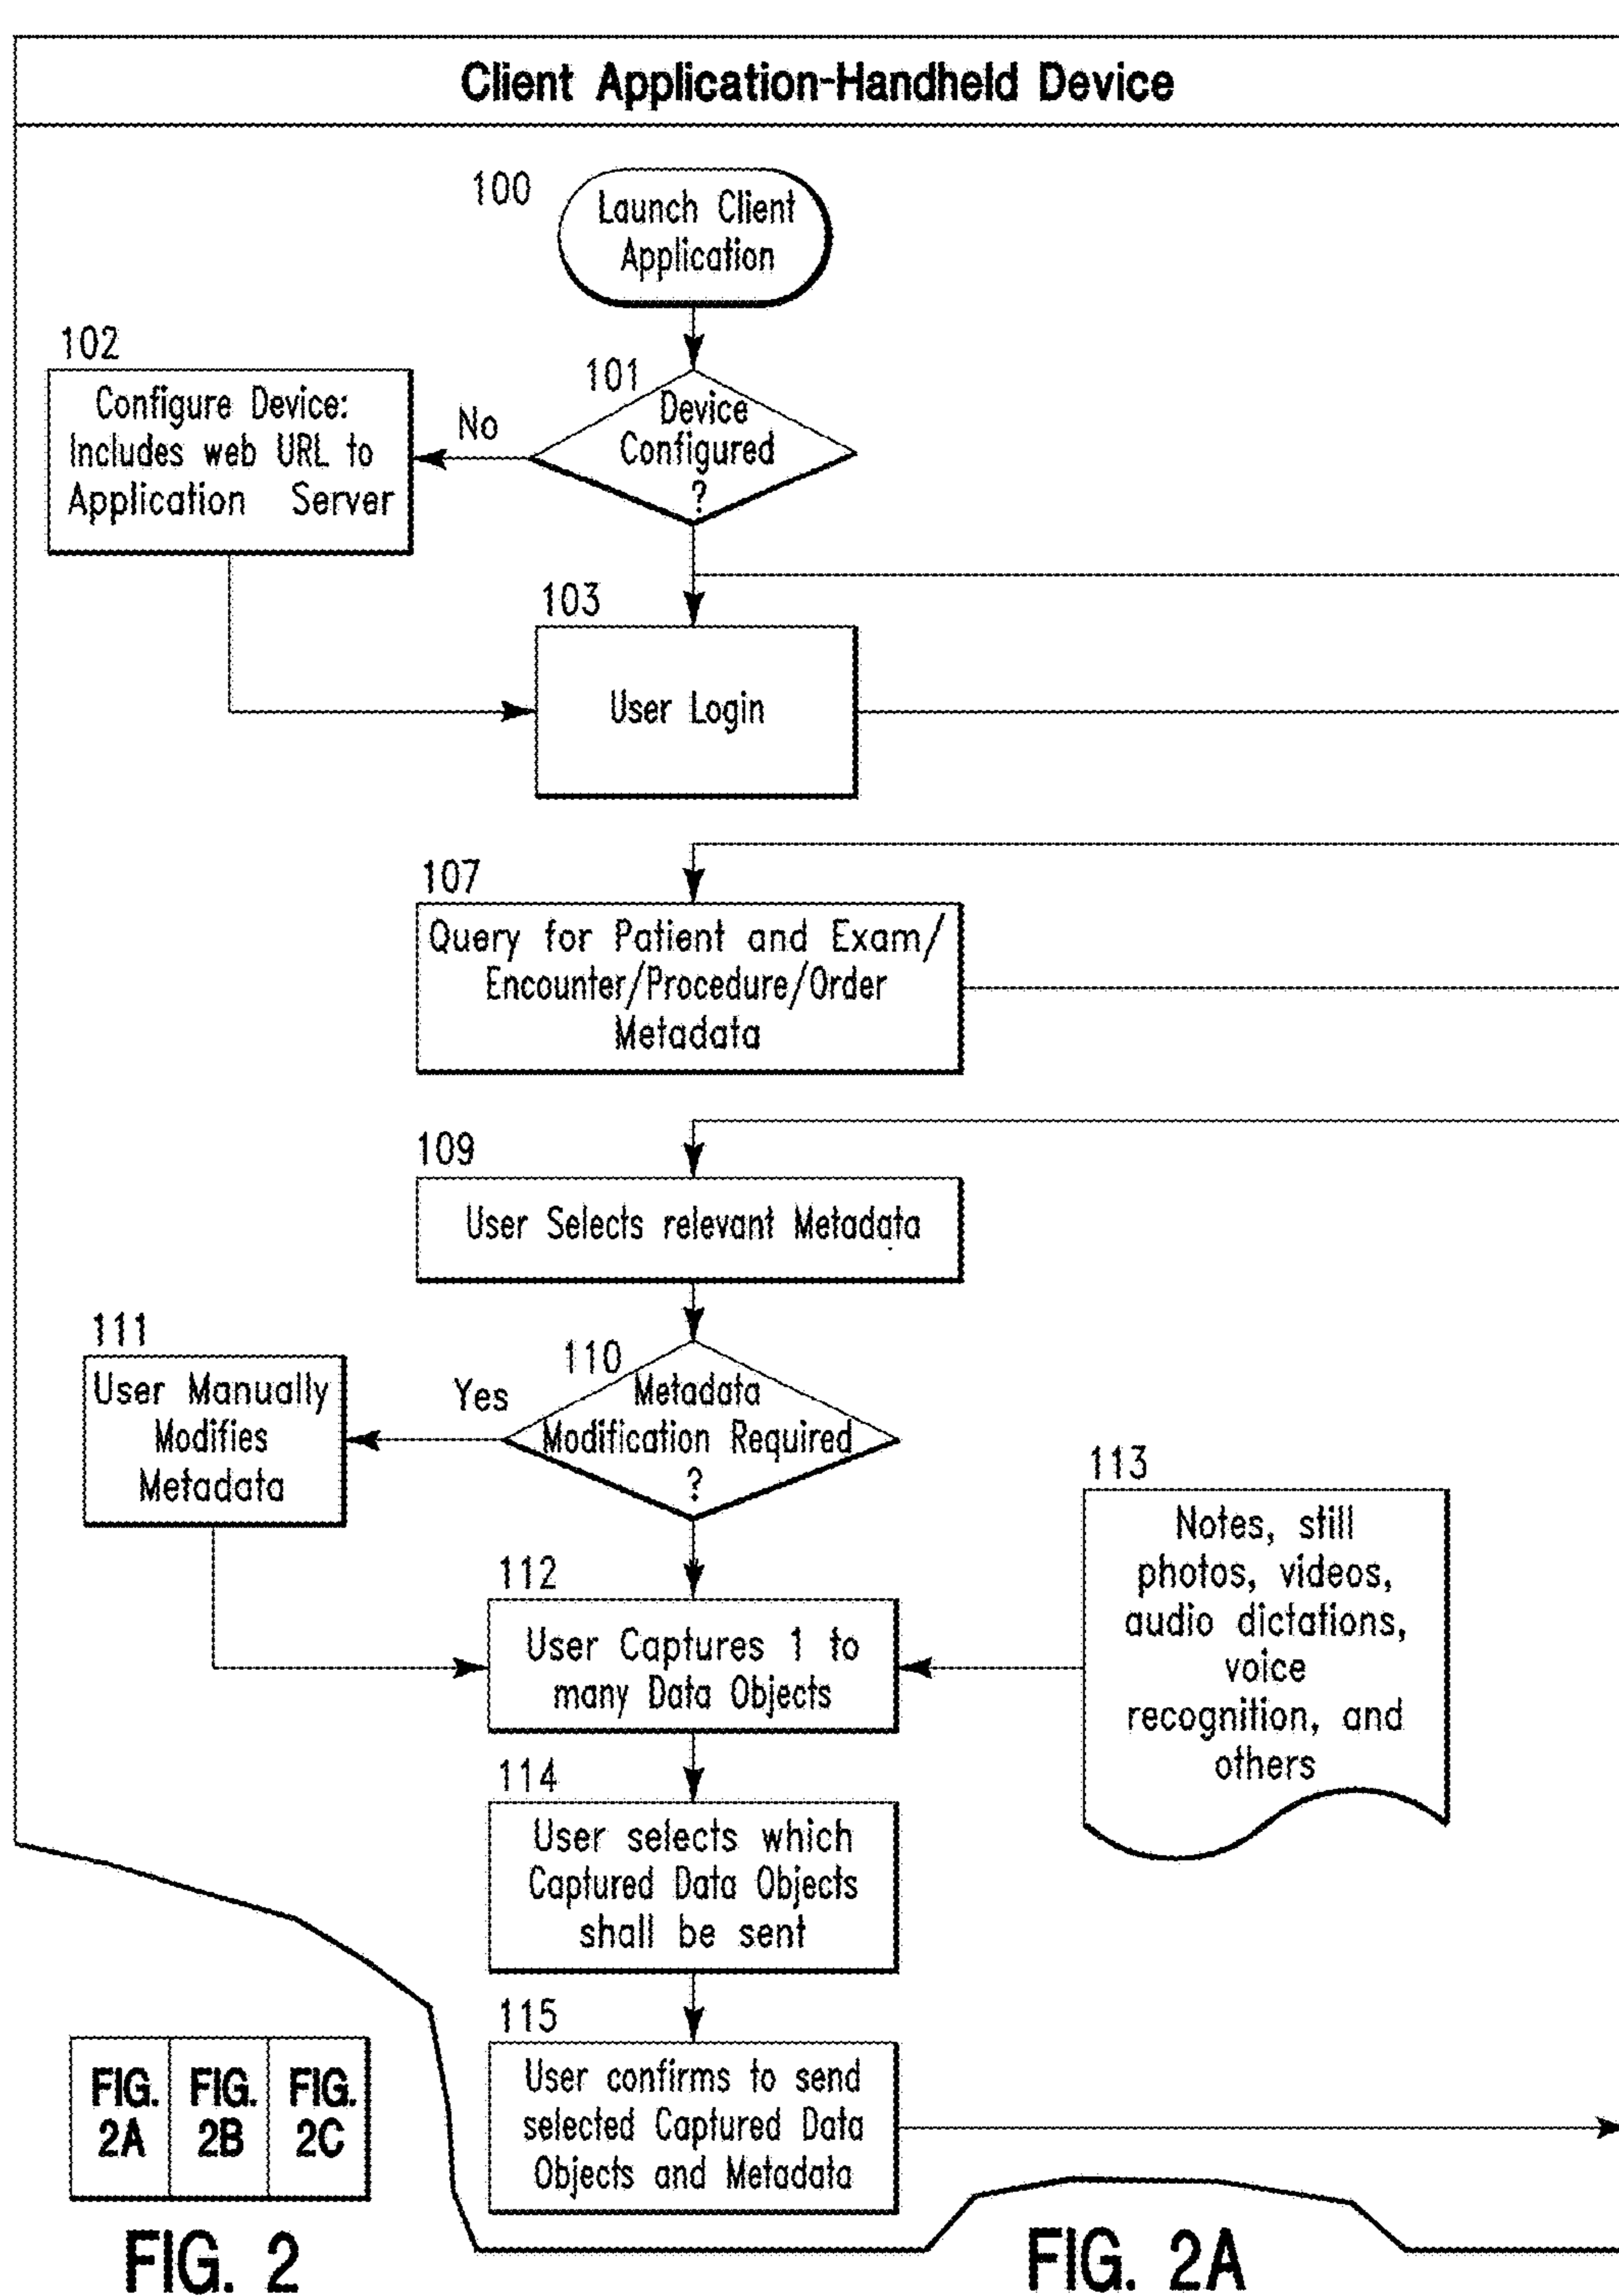 Client Application-Handheld Device
100
Launch Client
Application
101
Device
Configured
?
No
102
Configure Device:
Includes web URL to
Application Server
103
User Login
107
Query for Patient and Exam/
Encounter/Procedure/Order
Metadata
109
User Selects relevant Metadata
110
Metadata
Modification Required
?
Yes
111
User Manually
Modifies
Metadata
112
User Captures 1 to
many Data Objects
113
Notes, still
photos, videos,
audio dictations,
voice
recognition, and
others
114
User selects which
Captured Data Objects
shall be sent
115
User confirms to send
selected Captured Data
Objects and Metadata
FIG.
2A
FIG.
2B
FIG.
2C
FIG. 2
FIG. 2A